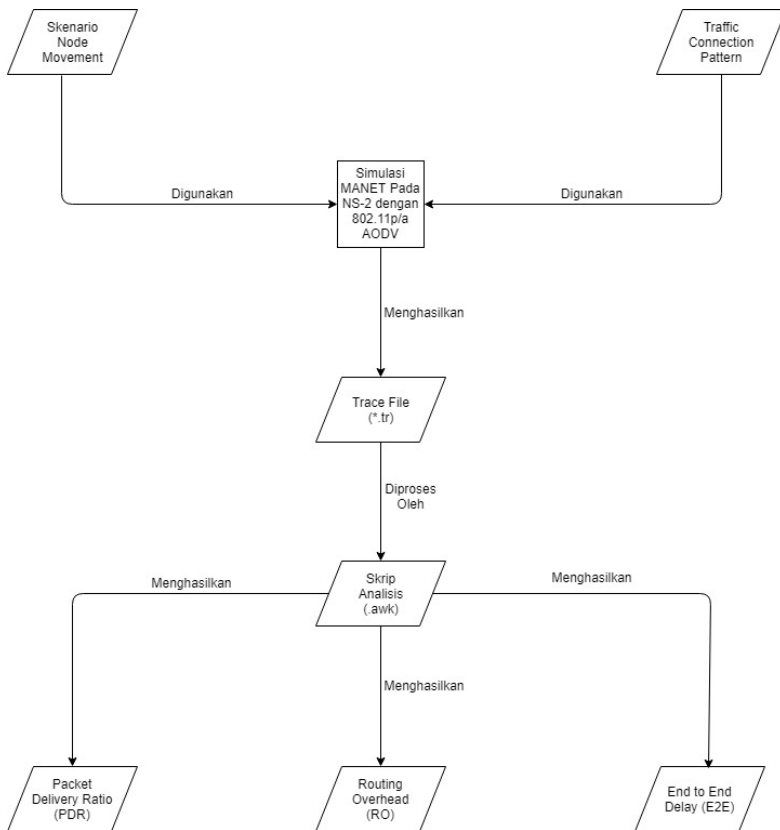 Skenario
Node
Movement
Traffic
Connection
Pattern
Digunakan
Simulasi
MANET Pada
NS-2 dengan
802.11p/a
AODV
Digunakan
Menghasilkan
Trace File
(*.tr)
Diproses
Oleh
Skrip
Analisis
(.awk)
Menghasilkan
Menghasilkan
Menghasilkan
Packet
Delivery Ratio
(PDR)
Routing
Overhead
(RO)
End to End
Delay (E2E)